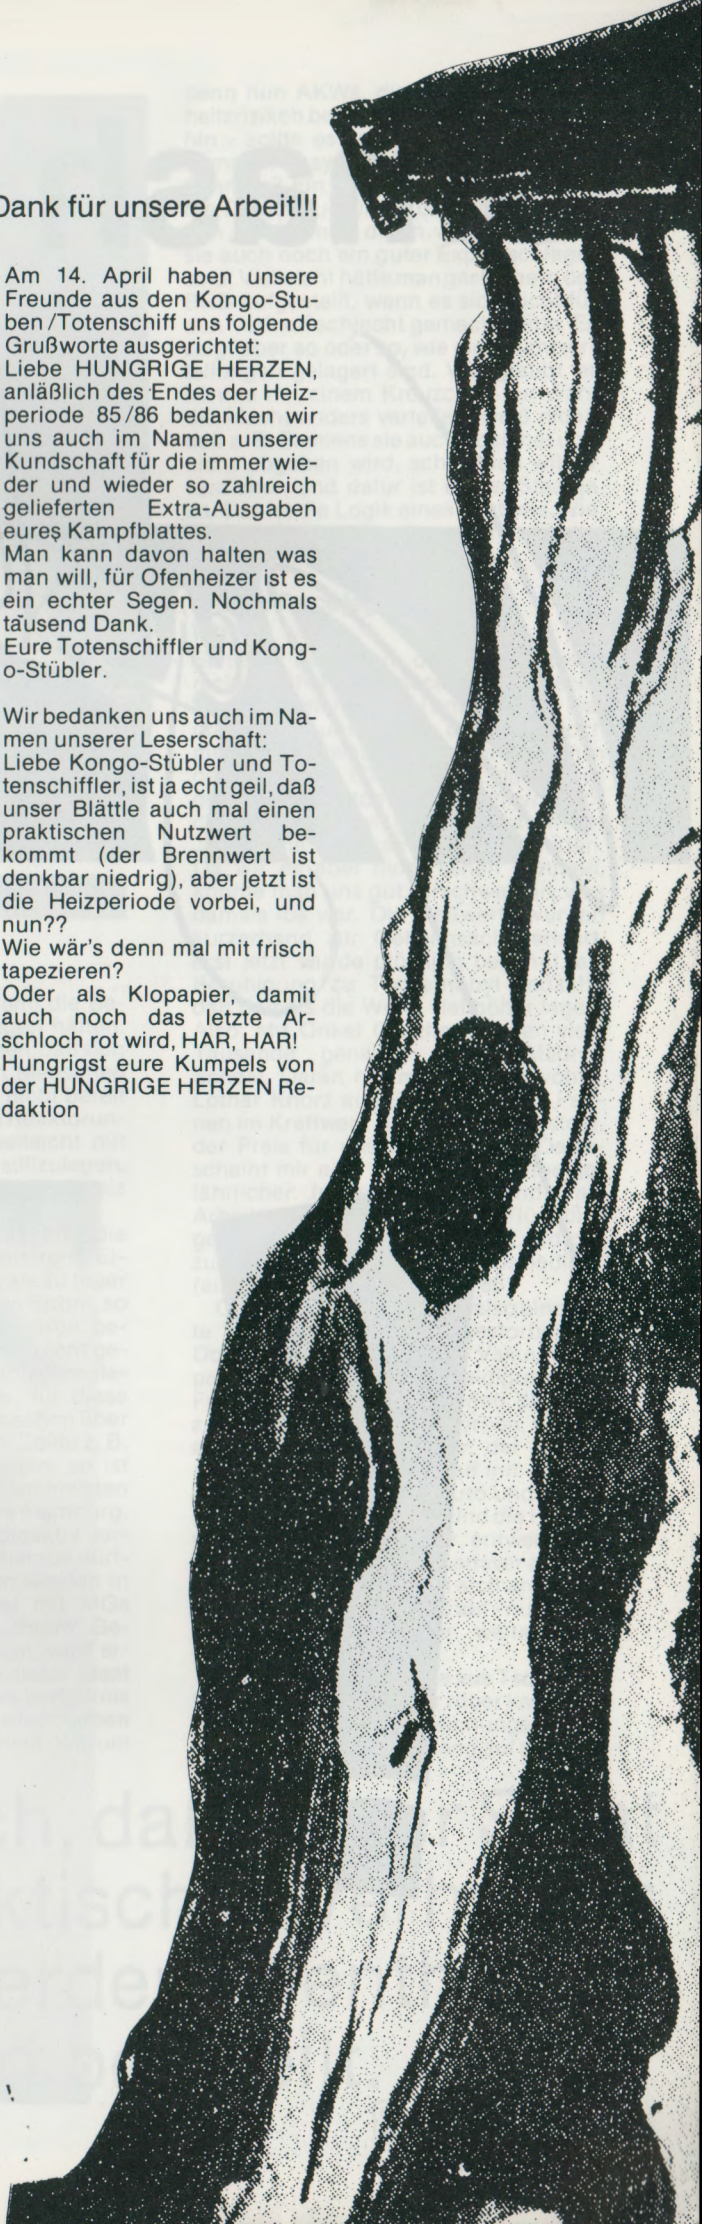 Dank für unsere Arbeit!!!
Am 14. April haben unsere
Freunde aus den Kongo-Stu-
ben /Totenschiff uns folgende
Grußworte ausgerichtet:
Liebe HUNGRIGE HERZEN,
anläßlich des Endes der Heiz-
periode 85/86 bedanken wir
uns auch im Namen unserer
Kundschaft für die immer wie-
der und wieder so zahlreich
gelieferten Extra-Ausgaben
eures Kampfblattes.
Man kann davon halten was
man will, für Ofenheizer ist es
ein echter Segen. Nochmals
tausend Dank.
Eure Totenschiffler und Kong-
o-Stübler.
Wir bedanken uns auch im Na-
men unserer Leserschaft:
Liebe Kongo-Stübler und To-
tenschiffler, ist ja echt geil, daß
unser Blättle auch mal einen
praktischen Nutzwert be-
kommt (der Brennwert ist
denkbar niedrig), aber jetzt ist
die Heizperiode vorbei, und
nun??
Wie wär's denn mal mit frisch
tapezieren?
Oder als Klopapier, damit
auch noch das letzte Ar-
schloch rot wird, HAR, HAR!
Hungrigst eure Kumpels von
der HUNGRIGE HERZEN Re-
daktion